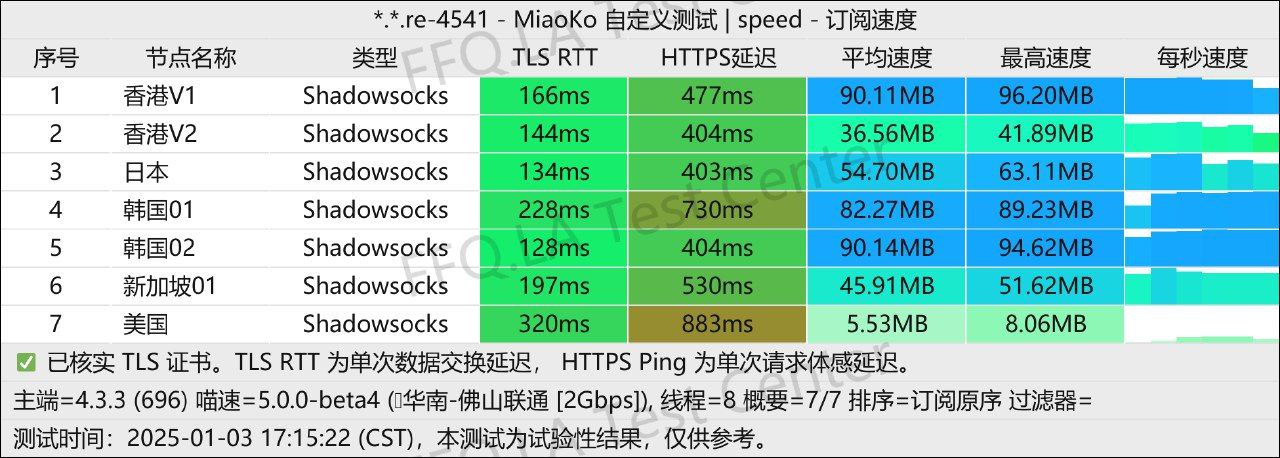 *.*.re-4541 - MiaoKo 自定义测试 | speed - 订阅速度
序号 节点名称 类型 TLS RTT HTTPS延迟 平均速度 最高速度 每秒速度
1 香港V1 Shadowsocks 166ms 477ms 90.11MB 96.20MB
2 香港V2 Shadowsocks 144ms 404ms 36.56MB 41.89MB
3 日本 Shadowsocks 134ms 403ms 54.70MB 63.11MB
4 韩国01 Shadowsocks 228ms 730ms 82.27MB 89.23MB
5 韩国02 Shadowsocks 128ms 404ms 90.14MB 94.62MB
6 新加坡01 Shadowsocks 197ms 530ms 45.91MB 51.62MB
7 美国 Shadowsocks 320ms 883ms 5.53MB 8.06MB
✅ 已核实 TLS 证书。TLS RTT 为单次数据交换延迟， HTTPS Ping 为单次请求体感延迟。
主端=4.3.3 (696) 喵速=5.0.0-beta4 (华南-佛山联通 [2Gbps]), 线程=8 概要=7/7 排序=订阅原序 过滤器=
测试时间：2025-01-03 17:15:22 (CST)，本测试为试验性结果，仅供参考。
FFQ.LA Test Center
FFQ.LA Test Center
FFQ.LA Test Center